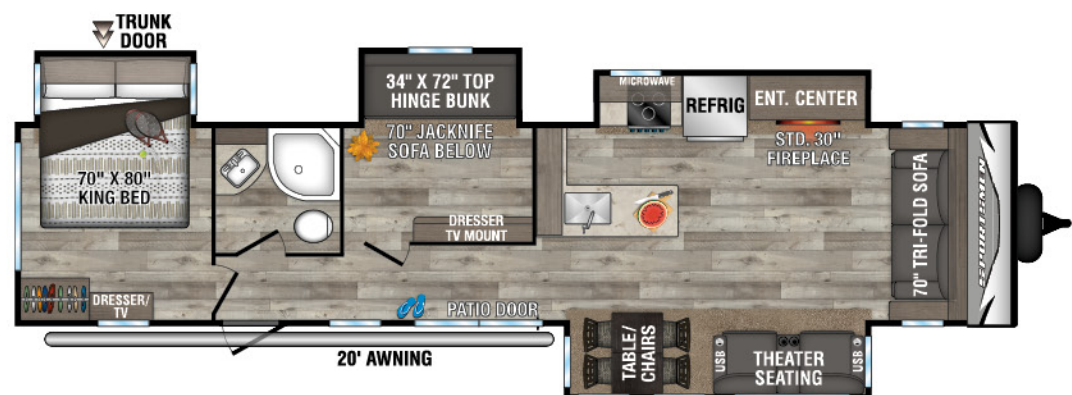 TRUNK
DOOR
34" X 72" TOP
HINGE BUNK
70" JACKNIFE
SOFA BELOW
MICROWAVE
REFRIG
ENT. CENTER
STD. 30"
FIREPLACE
70" X 80"
KING BED
DRESSER
TV MOUNT
70" TRI-FOLD SOFA
SPORTSMEN
DRESSER/
TV
PATIO DOOR
20' AWNING
TABLE/
CHAIRS
USB
THEATER
SEATING
USB